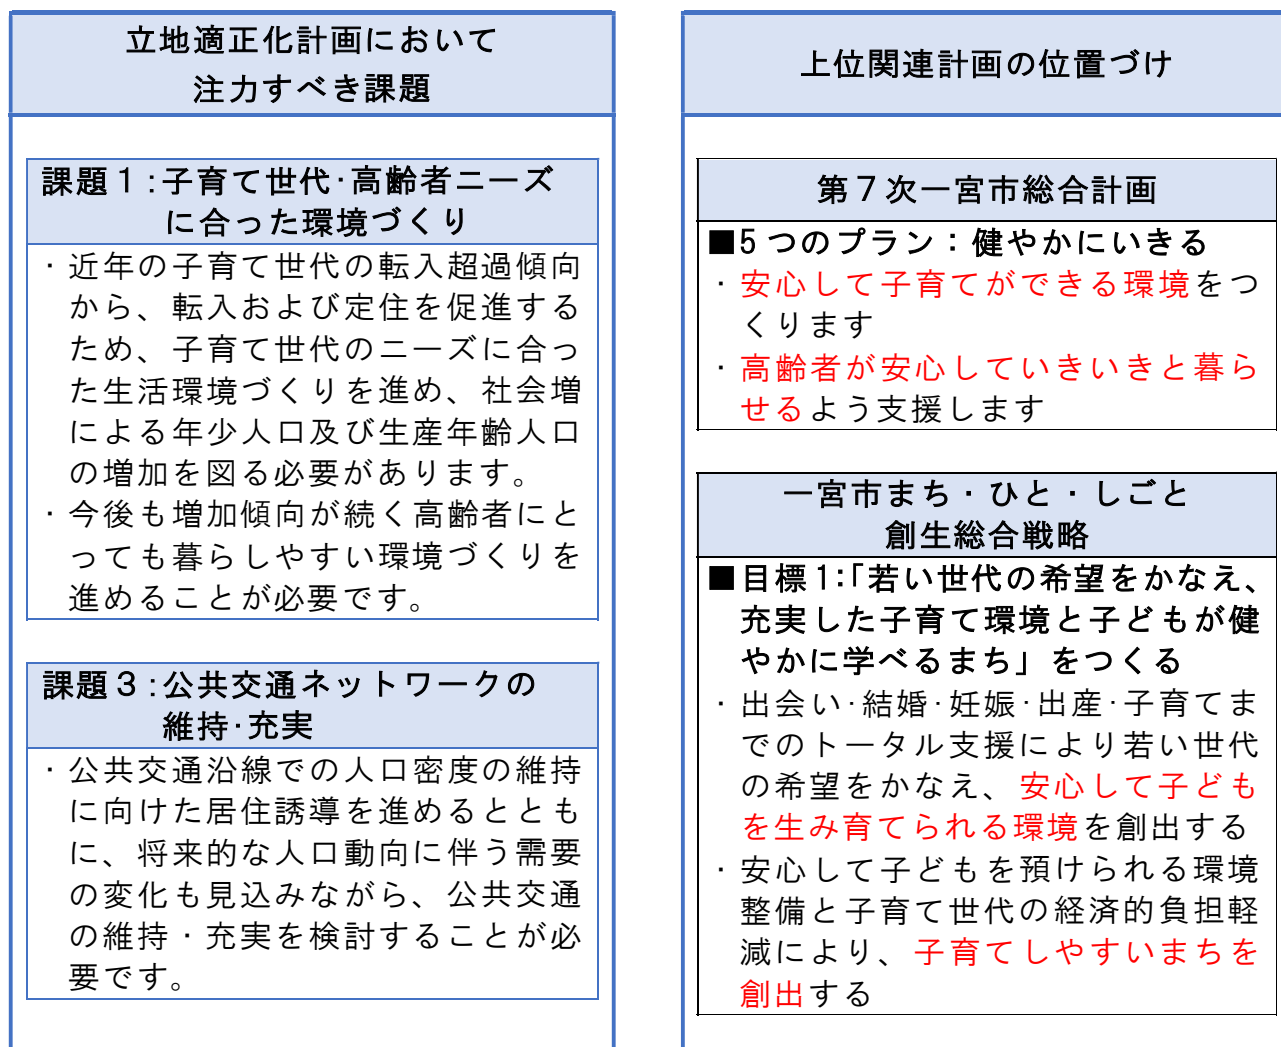 立地適正化計画において
注力すべき課題
課題１:子育て世代･高齢者ニーズ
に合った環境づくり
・近年の子育て世代の転入超過傾向
から、転入および定住を促進する
ため、子育て世代のニーズに合っ
た生活環境づくりを進め、社会増
による年少人口及び生産年齢人口
の増加を図る必要があります。
・今後も増加傾向が続く高齢者にと
っても暮らしやすい環境づくりを
進めることが必要です。
課題３:公共交通ネットワークの
維持･充実
・公共交通沿線での人口密度の維持
に向けた居住誘導を進めるととも
に、将来的な人口動向に伴う需要
の変化も見込みながら、公共交通
の維持・充実を検討することが必
要です。
上位関連計画の位置づけ
第７次一宮市総合計画
■5 つのプラン：健やかにいきる
・安心して子育てができる環境をつ
くります
・高齢者が安心していきいきと暮ら
せるよう支援します
一宮市まち・ひと・しごと
創生総合戦略
■目標 1:｢若い世代の希望をかなえ、
充実した子育て環境と子どもが健
やかに学べるまち」をつくる
・出会い･結婚･妊娠･出産･子育てま
でのトータル支援により若い世代
の希望をかなえ、安心して子ども
を生み育てられる環境を創出する
・安心して子どもを預けられる環境
整備と子育て世代の経済的負担軽
減により、子育てしやすいまちを
創出する